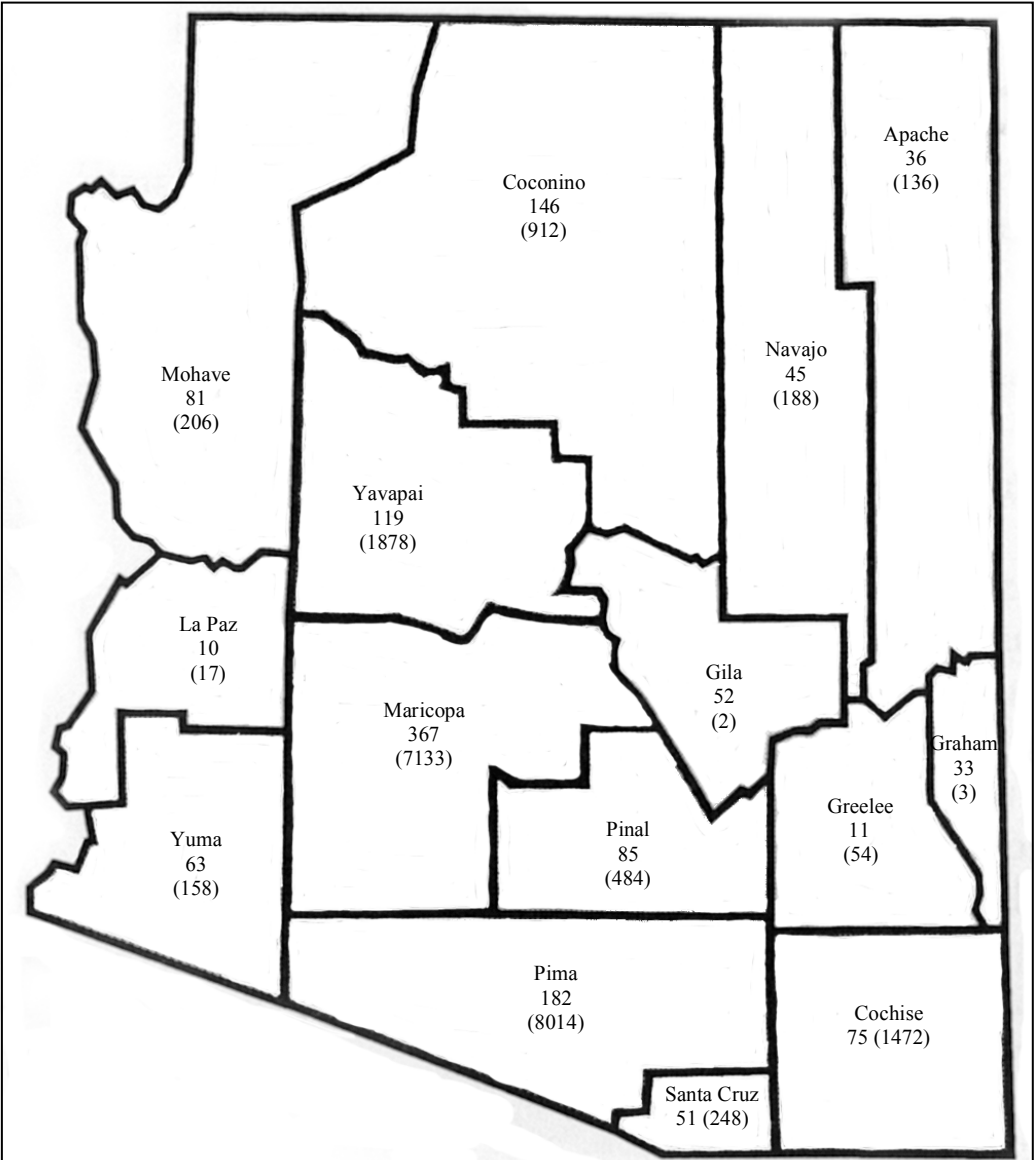 Apache
36
(136)
Coconino
146
(912)
Navajo
45
(188)
Mohave
81
(206)
Yavapai
119
(1878)
La Paz
10
(17)
Gila
52
(2)
Maricopa
367
(7133)
Graham
33
(3)
Greelee
11
(54)
Pinal
85
(484)
Yuma
63
(158)
Pima
182
(8014)
Cochise
75 (1472)
Santa Cruz
51 (248)